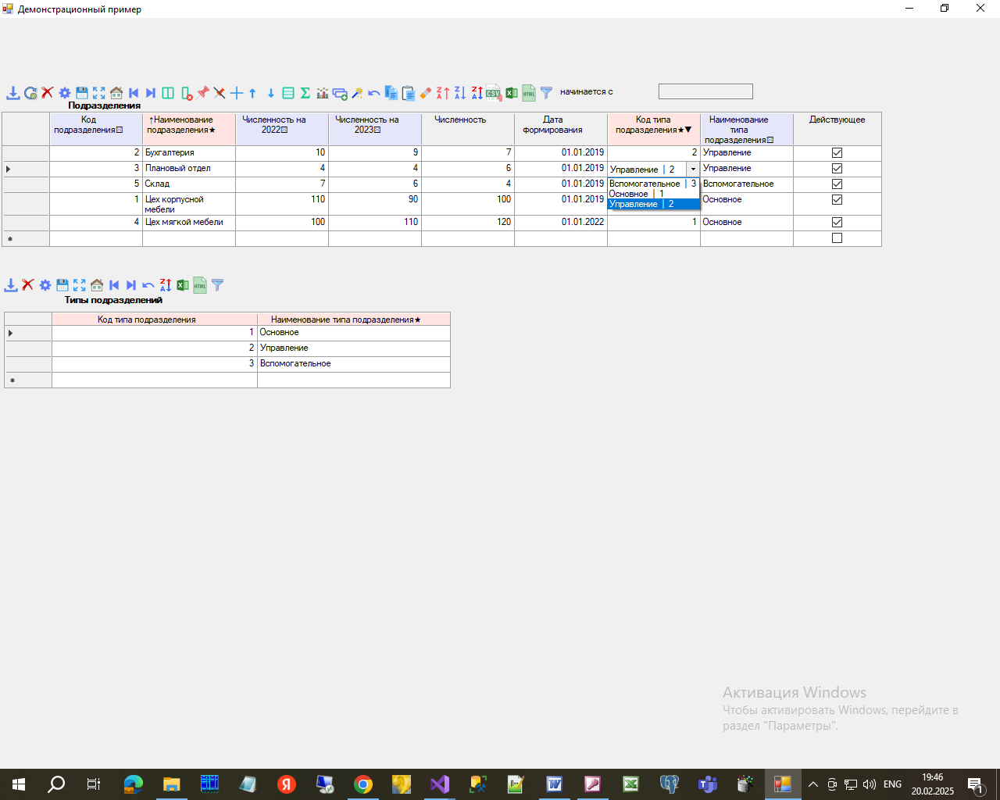 Демонстрационный пример
начинается с
Подразделения
Код подразделения ↑Наименование подразделения★ Численность на 2022 Численность на 2023 Численность Дата формирования Код типа подразделения★▼ Наименование типа подразделения Действующее
2 Бухгалтерия 10 9 7 01.01.2019 2 Управление
3 Плановый отдел 4 4 6 01.01.2019 Управление | 2 Управление
5 Склад 7 6 4 01.01.2019 Вспомогательное | 3 Вспомогательное
Основное | 1
1 Цех корпусной мебели 110 90 100 01.01.2019 Управление | 2 Основное
4 Цех мягкой мебели 100 110 120 01.01.2022 1 Основное
Типы подразделений
Код типа подразделения Наименование типа подразделения★
1 Основное
2 Управление
3 Вспомогательное
Активация Windows
Чтобы активировать Windows, перейдите в
раздел "Параметры".
ENG
19:46
20.02.2025
1